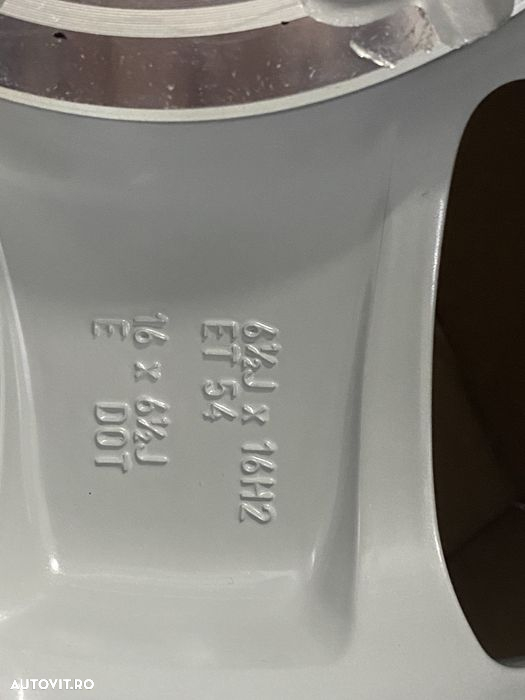 6½J x 16H2
ET 54
16 x 6½J
E DOT
AUTOVIT.RO